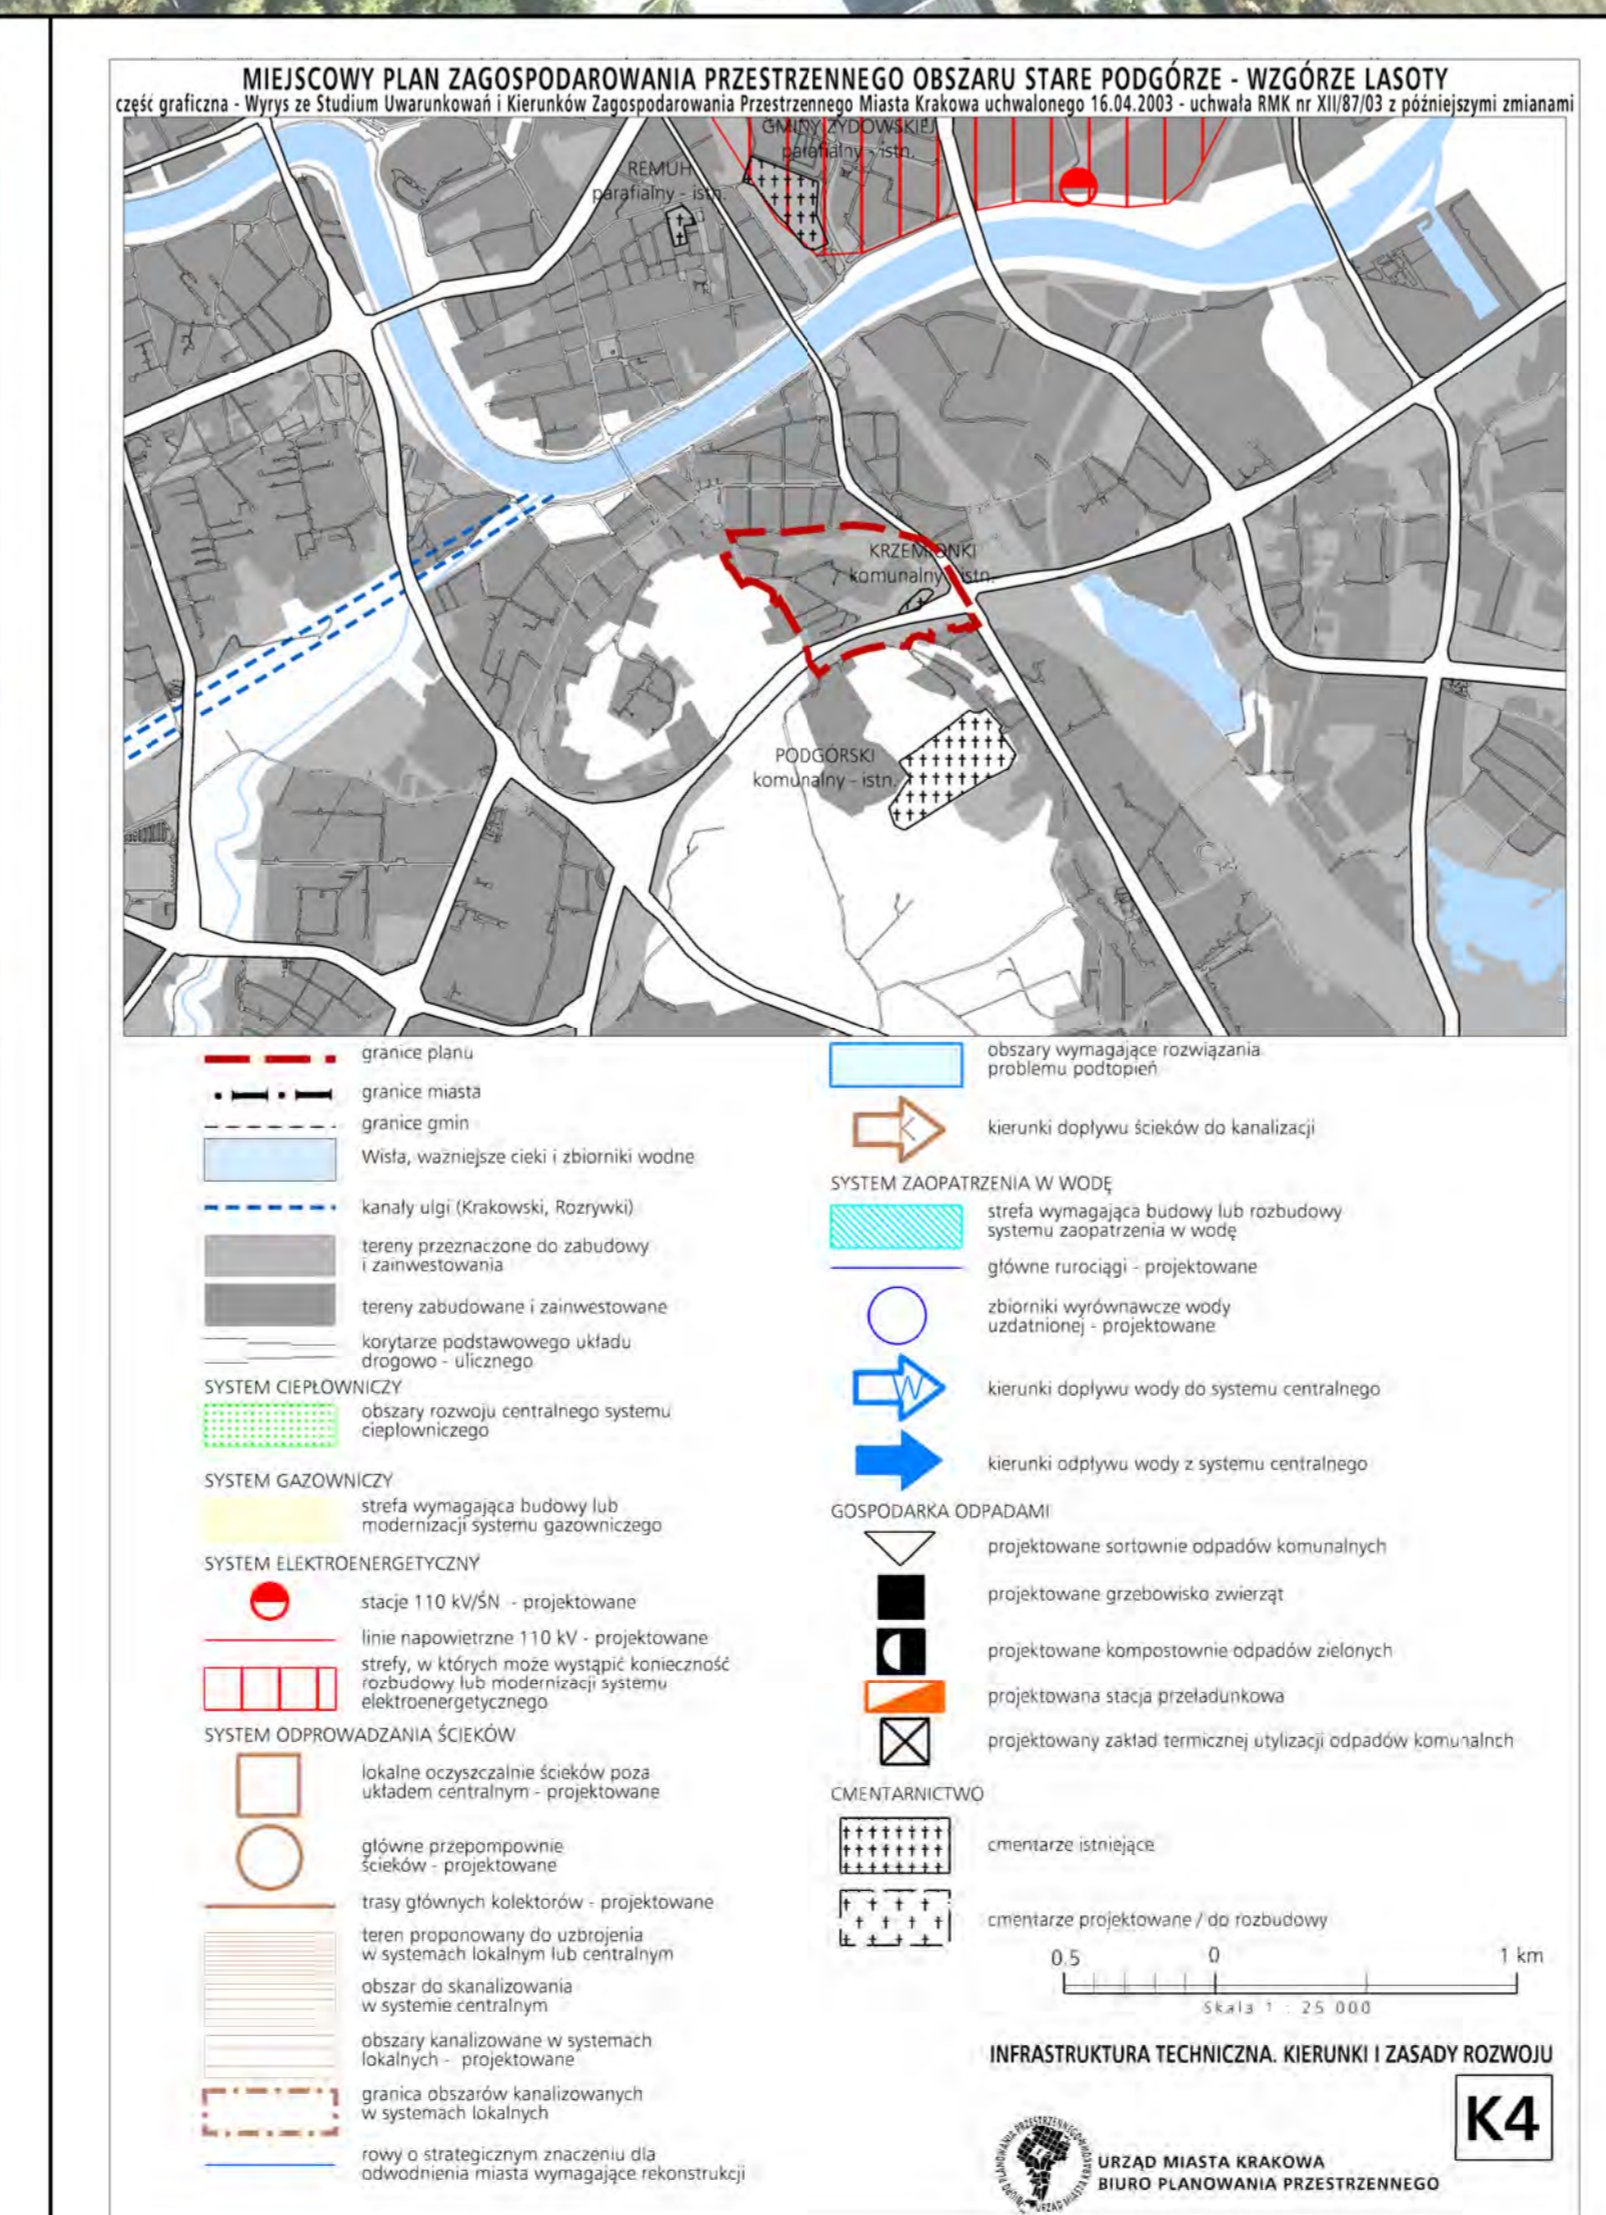 MIEJSCOWY PLAN ZAGOSPODAROWANIA PRZESTRZENNEGO OBSZARU STARE PODGÓRZE - WZGÓRZE LASOTY
część graficzna - Wyrys ze Studium Uwarunkowań i Kierunków Zagospodarowania Przestrzennego Miasta Krakowa uchwalonego 16.04.2003 - uchwała RMK nr XII/87/03 z późniejszymi zmianami
GMINY ŻYDOWSKIEJ
parafialny - istn.
REMUH
parafialny - istn.
KRZEMIONKI
komunalny - istn.
PODGÓRSKI
komunalny - istn.
granice planu
granice miasta
granice gmin
Wisła, ważniejsze cieki i zbiorniki wodne
kanały ulgi (Krakowski, Rozrywki)
tereny przeznaczone do zabudowy
i zainwestowania
tereny zabudowane i zainwestowane
korytarze podstawowego układu
drogowo - ulicznego
SYSTEM CIEPŁOWNICZY
obszary rozwoju centralnego systemu
ciepłowniczego
SYSTEM GAZOWNICZY
strefa wymagająca budowy lub
modernizacji systemu gazowniczego
SYSTEM ELEKTROENERGETYCZNY
stacje 110 kV/ŚN - projektowane
linie napowietrzne 110 kV - projektowane
strefy, w których może wystąpić konieczność
rozbudowy lub modernizacji systemu
elektroenergetycznego
SYSTEM ODPROWADZANIA ŚCIEKÓW
lokalne oczyszczalnie ścieków poza
układem centralnym - projektowane
główne przepompownie
ścieków - projektowane
trasy głównych kolektorów - projektowane
teren proponowany do uzbrojenia
w systemach lokalnym lub centralnym
obszar do skanalizowania
w systemie centralnym
obszary kanalizowane w systemach
lokalnych - projektowane
granica obszarów kanalizowanych
w systemach lokalnych
rowy o strategicznym znaczeniu dla
odwodnienia miasta wymagające rekonstrukcji
obszary wymagające rozwiązania
problemu podtopień
kierunki dopływu ścieków do kanalizacji
SYSTEM ZAOPATRZENIA W WODĘ
strefa wymagająca budowy lub rozbudowy
systemu zaopatrzenia w wodę
główne rurociągi - projektowane
zbiorniki wyrównawcze wody
uzdatnionej - projektowane
W
kierunki dopływu wody do systemu centralnego
kierunki odpływu wody z systemu centralnego
GOSPODARKA ODPADAMI
projektowane sortownie odpadów komunalnych
projektowane grzebowisko zwierząt
projektowane kompostownie odpadów zielonych
projektowana stacja przeładunkowa
projektowany zakład termicznej utylizacji odpadów komunalnch
CMENTARNICTWO
cmentarze istniejące
cmentarze projektowane / do rozbudowy
0.5 0 1 km
Skala 1 : 25 000
INFRASTRUKTURA TECHNICZNA. KIERUNKI I ZASADY ROZWOJU
K4
URZĄD MIASTA KRAKOWA
BIURO PLANOWANIA PRZESTRZENNEGO